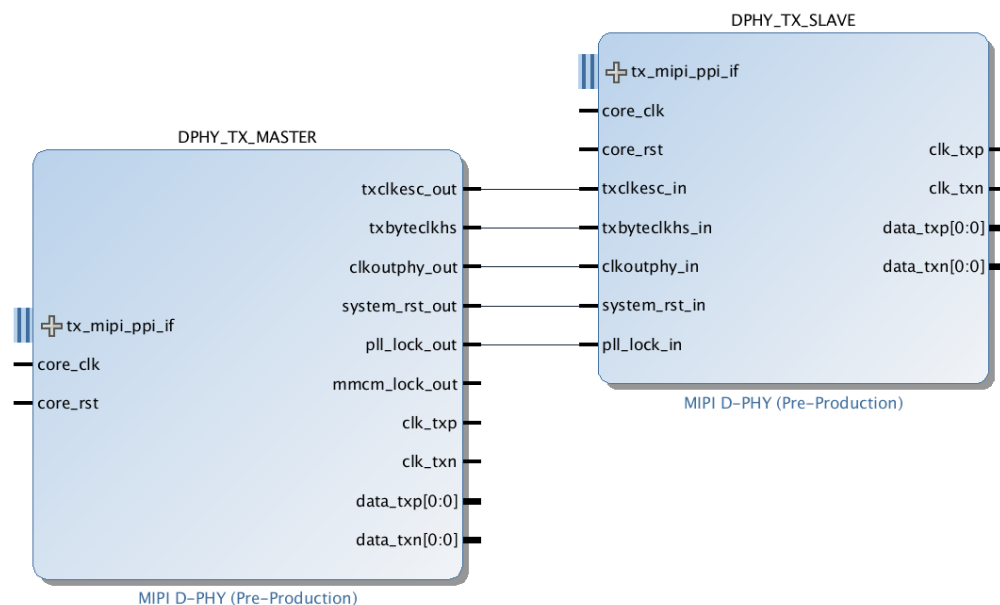 DPHY_TX_MASTER
tx_mipi_ppi_if
core_clk
core_rst
txclkesc_out
txbyteclkhs
clkoutphy_out
system_rst_out
pll_lock_out
mmcm_lock_out
clk_txp
clk_txn
data_txp[0:0]
data_txn[0:0]
MIPI D-PHY (Pre-Production)
DPHY_TX_SLAVE
tx_mipi_ppi_if
core_clk
core_rst
txclkesc_in
txbyteclkhs_in
clkoutphy_in
system_rst_in
pll_lock_in
clk_txp
clk_txn
data_txp[0:0]
data_txn[0:0]
MIPI D-PHY (Pre-Production)